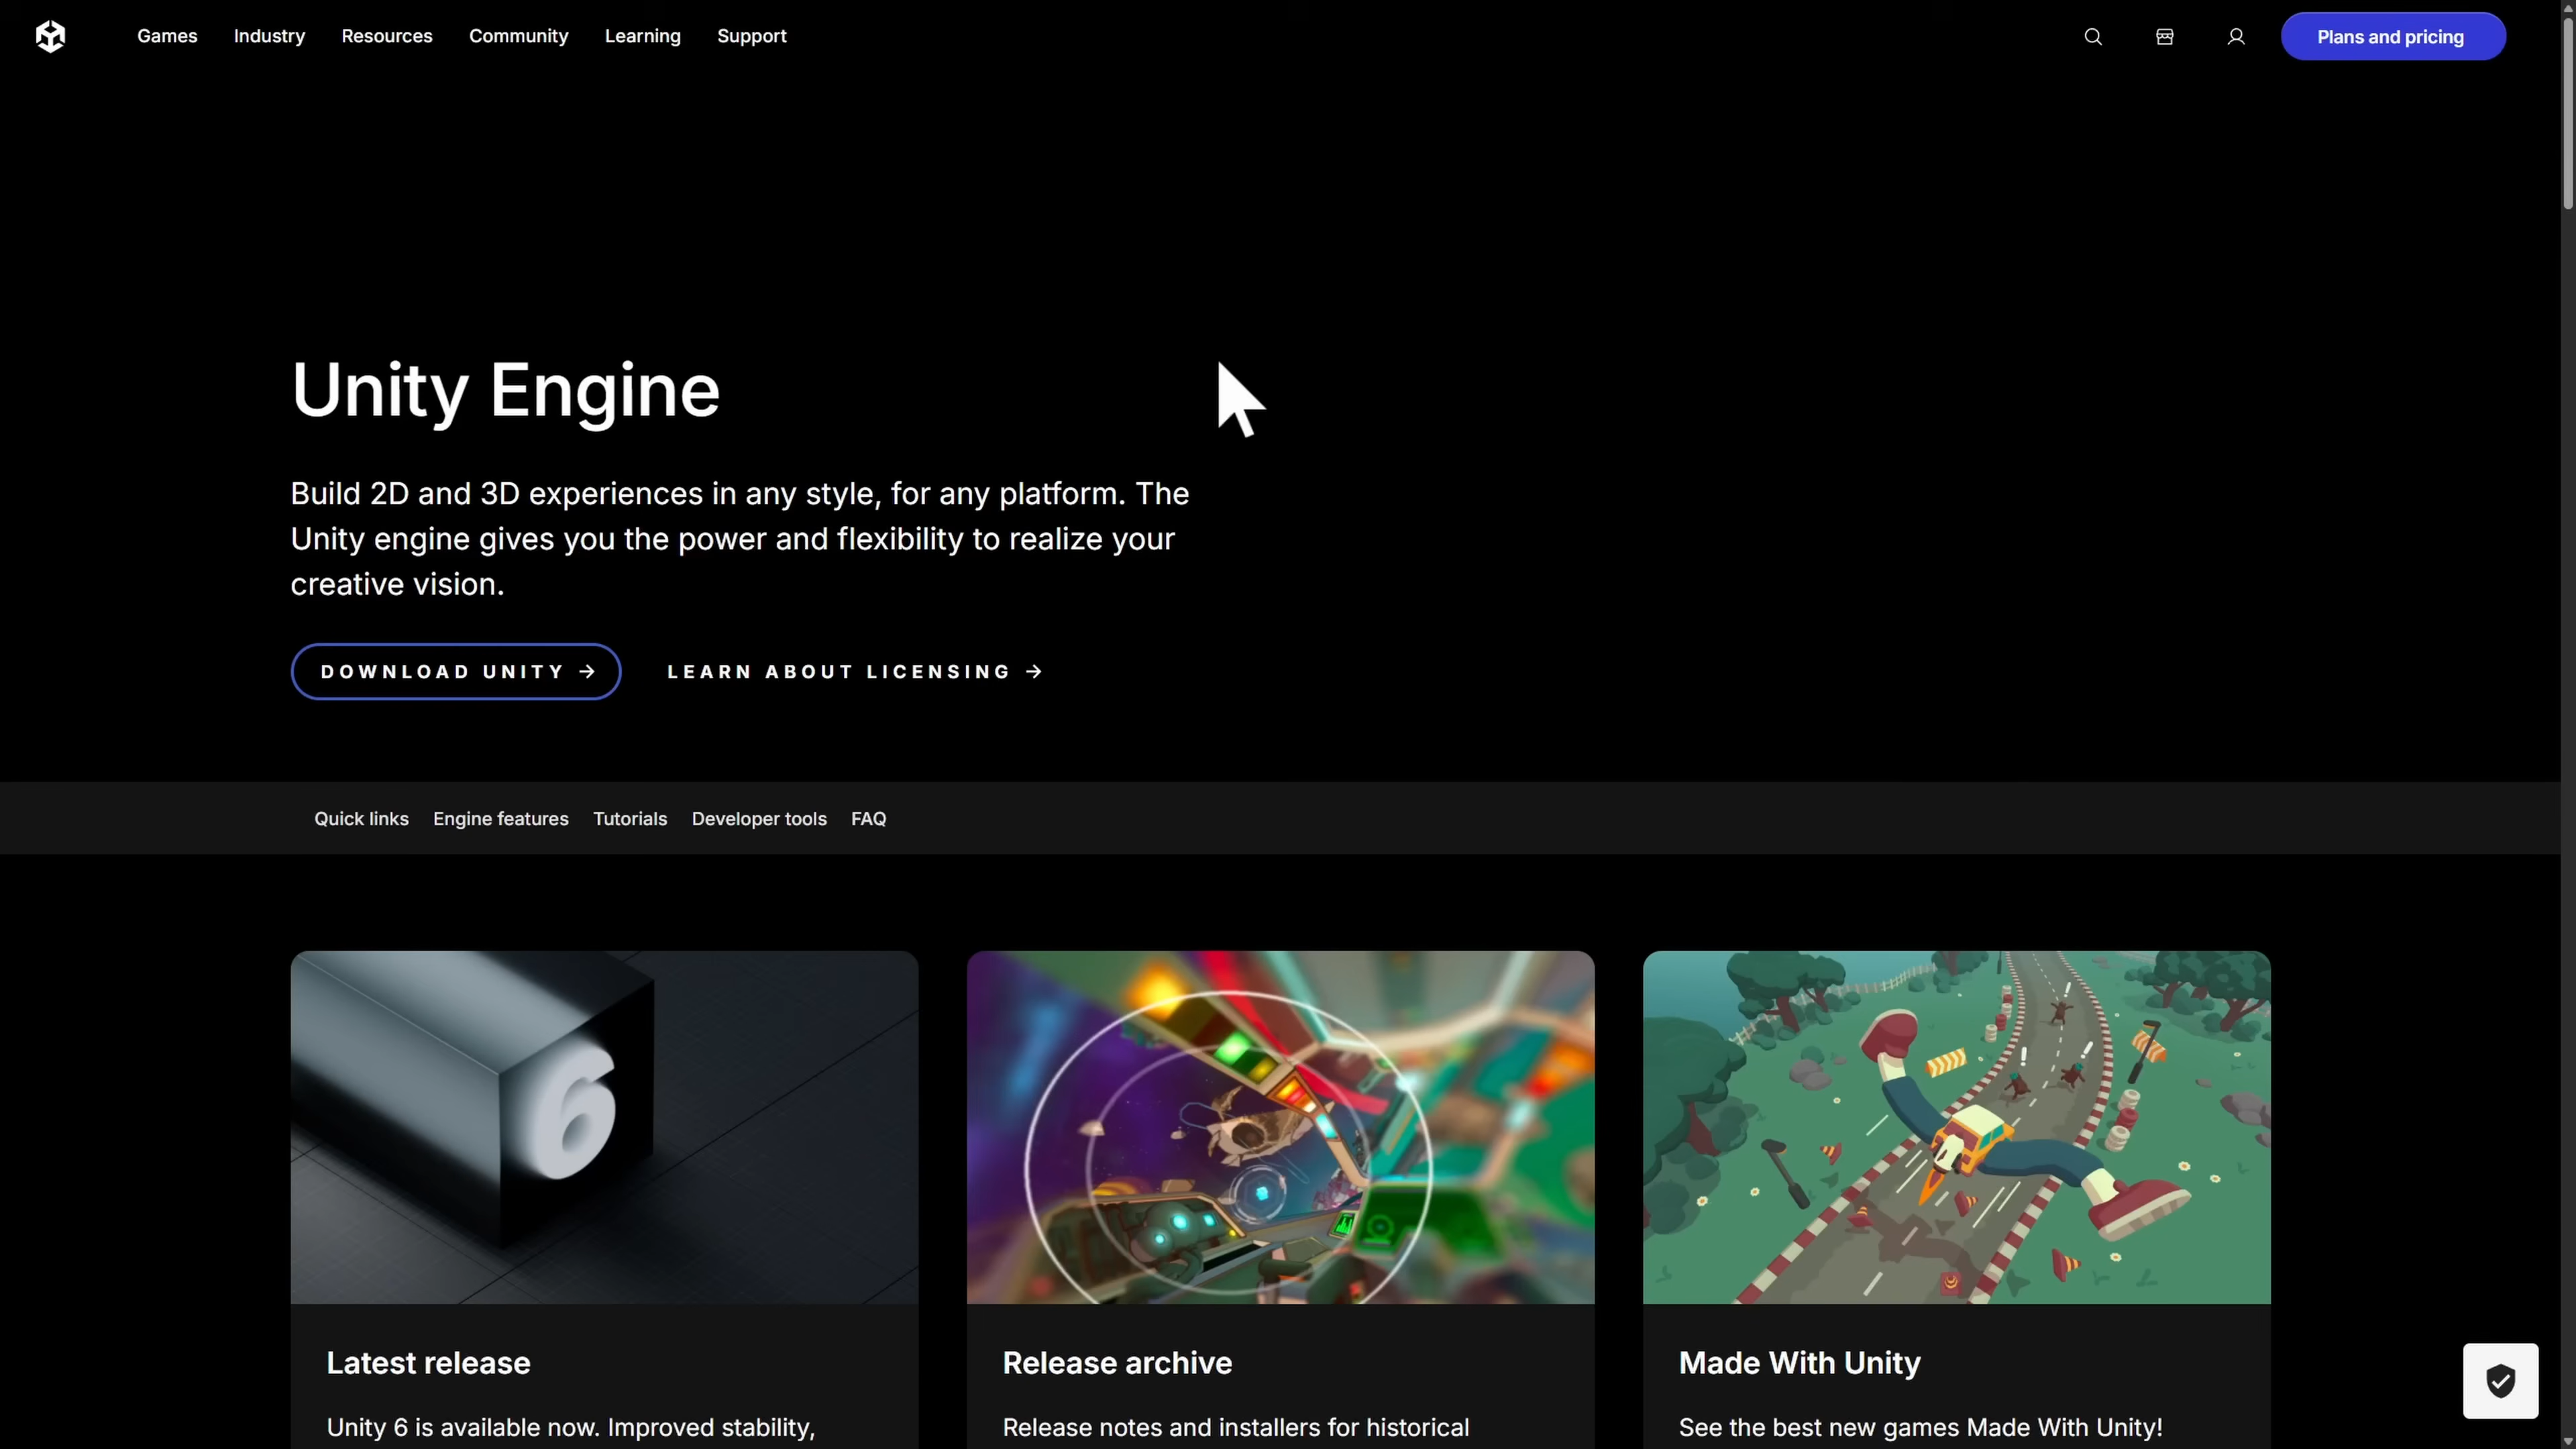 Games
Industry
Resources
Community
Learning
Support
Plans and pricing
Unity Engine
Build 2D and 3D experiences in any style, for any platform. The
Unity engine gives you the power and flexibility to realize your
creative vision.
DOWNLOAD UNITY →
LEARN ABOUT LICENSING →
Quick links
Engine features
Tutorials
Developer tools
FAQ
6
Latest release
Unity 6 is available now. Improved stability,
Release archive
Release notes and installers for historical
Made With Unity
See the best new games Made With Unity!